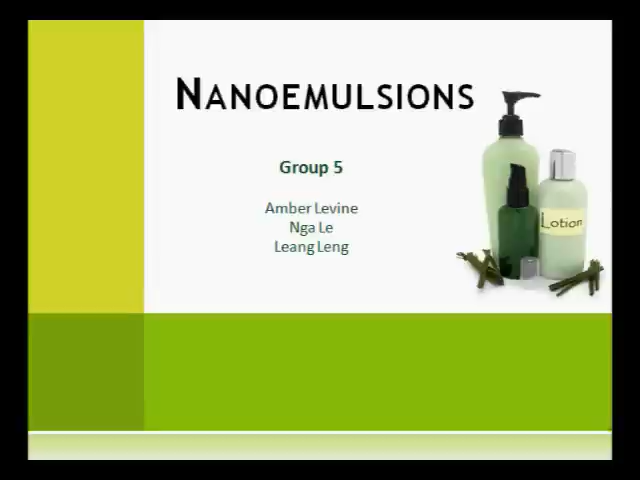 NANOEMULSIONS
Group 5
Amber Levine
Nga Le
Leang Leng
Lotion